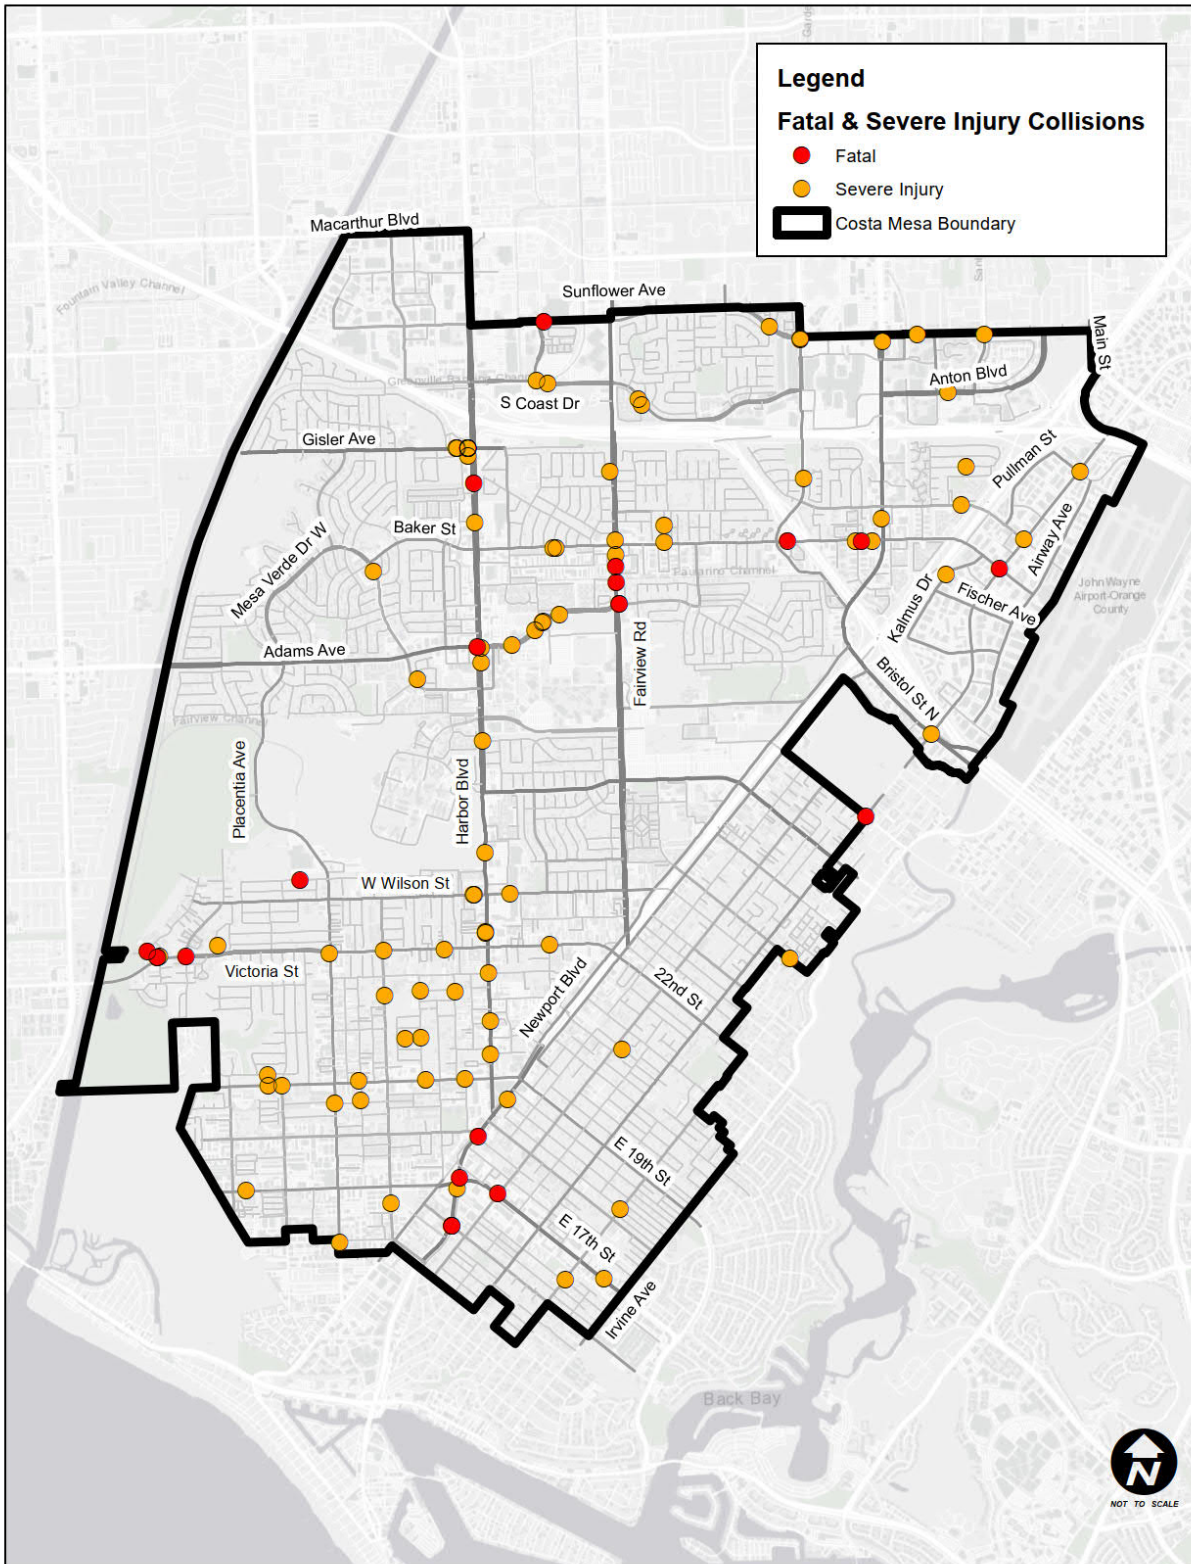 Garde
Legend
Fatal & Severe Injury Collisions
Fatal
Severe Injury
Costa Mesa Boundary
Macarthur Blvd
Fountain Valley Channel
Sunflower Ave
Main St
Anton Blvd
S Coast Dr
Gisler Ave
Pullman St
Baker St
Airway Ave
Mesa Verde Dr W
Paularino Channel
John Wayne
Airport-Orange
County
Kalmus Dr
Fischer Ave
Adams Ave
Fairview Rd
Bristol St N
Fairview Channel
Placentia Ave
Harbor Blvd
W Wilson St
Victoria St
22nd St
Newport Blvd
E 19th St
E 17th St
Irvine Ave
Back Bay
N
NOT TO SCALE